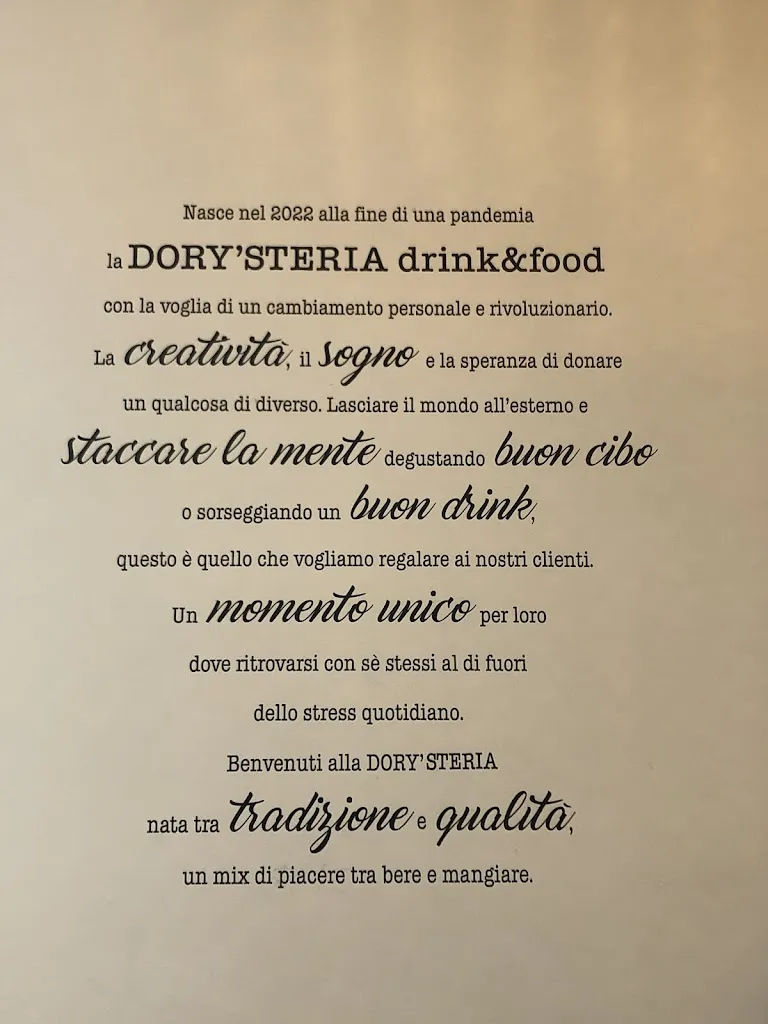 Nasce nel 2022 alla fine di una pandemia
la DORY'STERIA drink&food
con la voglia di un cambiamento personale e rivoluzionario.
La creatività, il sogno e la speranza di donare
un qualcosa di diverso. Lasciare il mondo all'esterno e
staccare la mente degustando buon cibo
o sorseggiando un buon drink,
questo è quello che vogliamo regalare ai nostri clienti.
Un momento unico per loro
dove ritrovarsi con sè stessi al di fuori
dello stress quotidiano.
Benvenuti alla DORY'STERIA
nata tra tradizione e qualità,
un mix di piacere tra bere e mangiare.